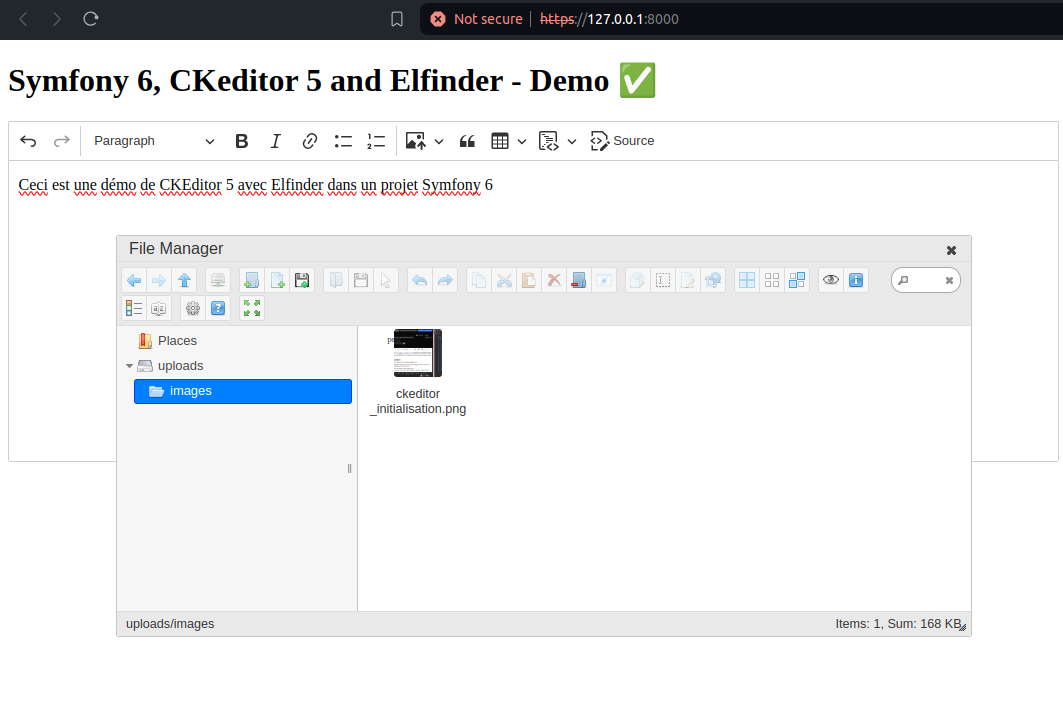 Not secure https://127.0.0.1:8000
Symfony 6, CKeditor 5 and Elfinder - Demo ✅
Paragraph B I Source
Ceci est une démo de CKEditor 5 avec Elfinder dans un projet Symfony 6
File Manager
Places
uploads
images
ckeditor
_initialisation.png
uploads/images Items: 1, Sum: 168 KB